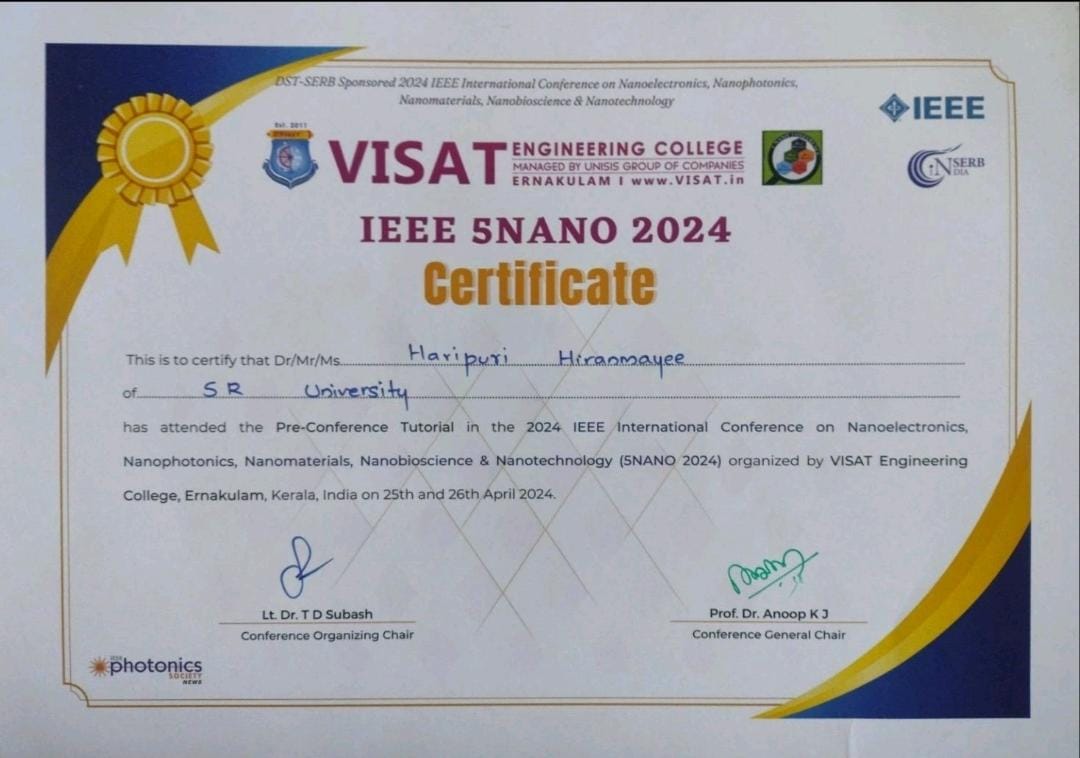 DST-SERB Sponsored 2024 IEEE International Conference on Nanoelectronics, Nanophotonics,
Nanomaterials, Nanobioscience & Nanotechnology
IEEE
Est. 2011
VISAT ENGINEERING COLLEGE
MANAGED BY UNISIS GROUP OF COMPANIES
ERNAKULAM I www.VISAT.in
SERB
INDIA
IEEE 5NANO 2024
Certificate
This is to certify that Dr/Mr/Ms. Haripuri Hiranmayee
of SR University
has attended the Pre-Conference Tutorial in the 2024 IEEE International Conference on Nanoelectronics,
Nanophotonics, Nanomaterials, Nanobioscience & Nanotechnology (5NANO 2024) organized by VISAT Engineering
College, Ernakulam, Kerala, India on 25th and 26th April 2024.
Lt. Dr. T D Subash
Conference Organizing Chair
Prof. Dr. Anoop K J
Conference General Chair
IEEE
photonics
SOCIETY
NEWS